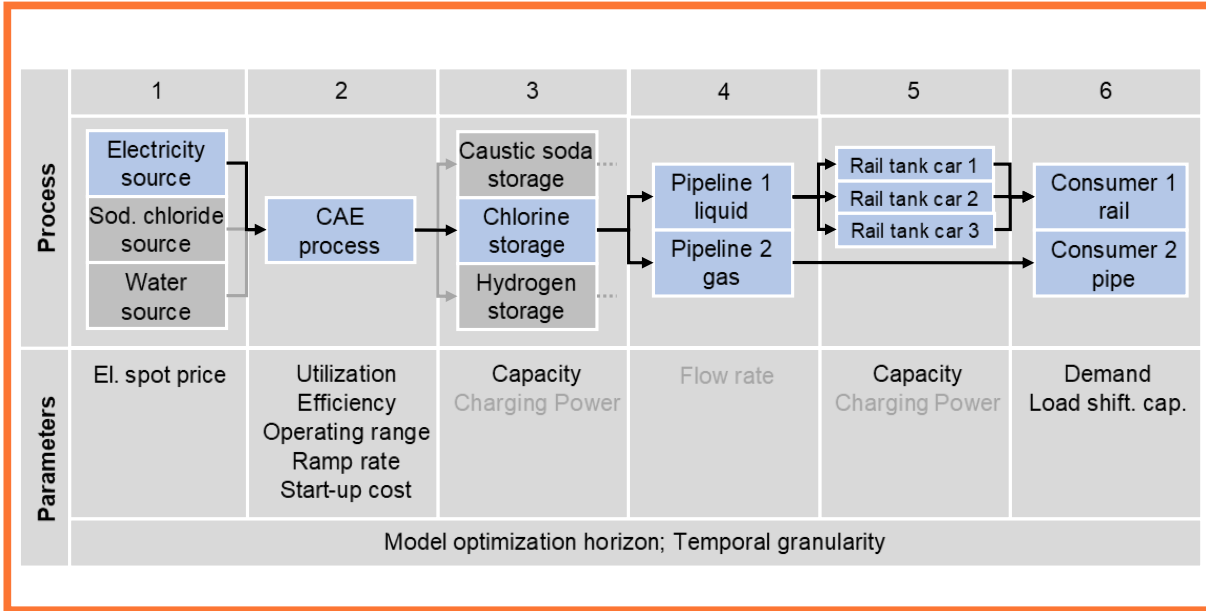 1
2
3
4
5
6
Process
Electricity
source
Sod. chloride
source
Water
source
CAE
process
Caustic soda
storage
Chlorine
storage
Hydrogen
storage
Pipeline 1
liquid
Pipeline 2
gas
Rail tank car 1
Rail tank car 2
Rail tank car 3
Consumer 1
rail
Consumer 2
pipe
Parameters
El. spot price
Utilization
Efficiency
Operating range
Ramp rate
Start-up cost
Capacity
Charging Power
Flow rate
Capacity
Charging Power
Demand
Load shift. cap.
Model optimization horizon; Temporal granularity